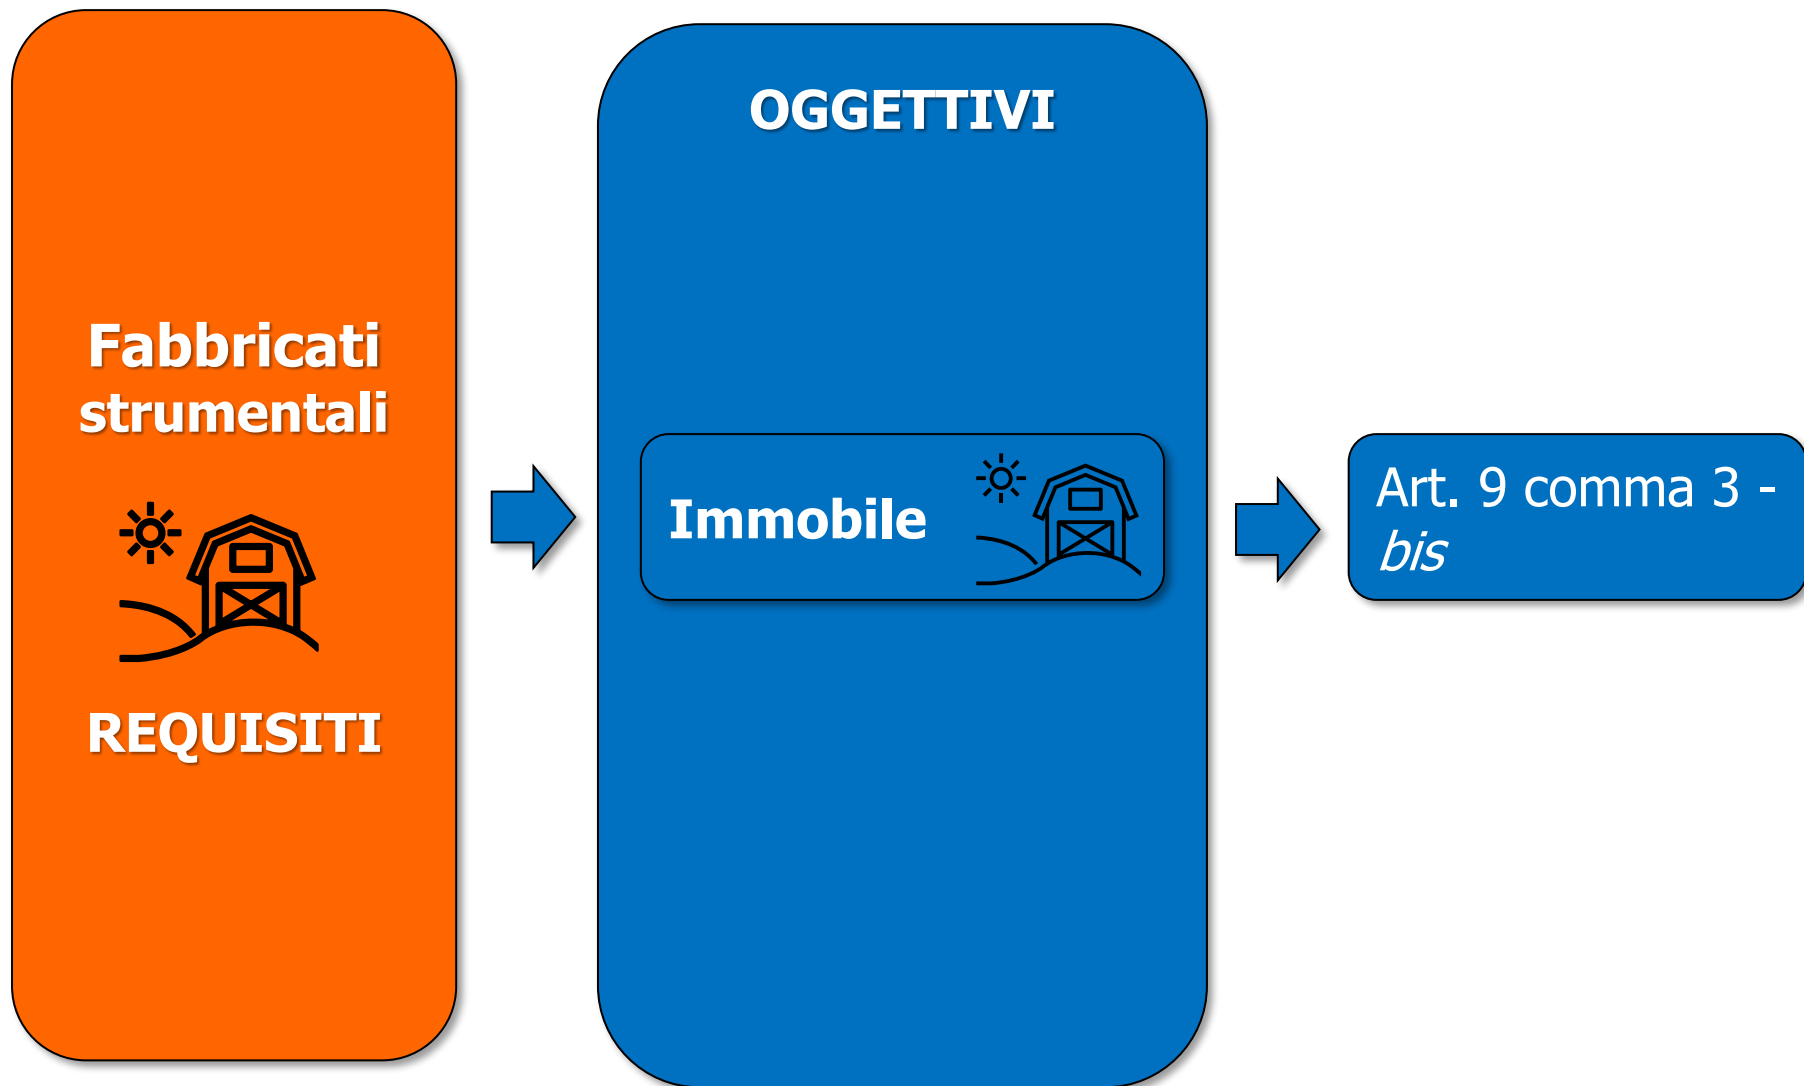 Fabbricati
strumentali
REQUISITI
OGGETTIVI
Immobile
Art. 9 comma 3 -
bis